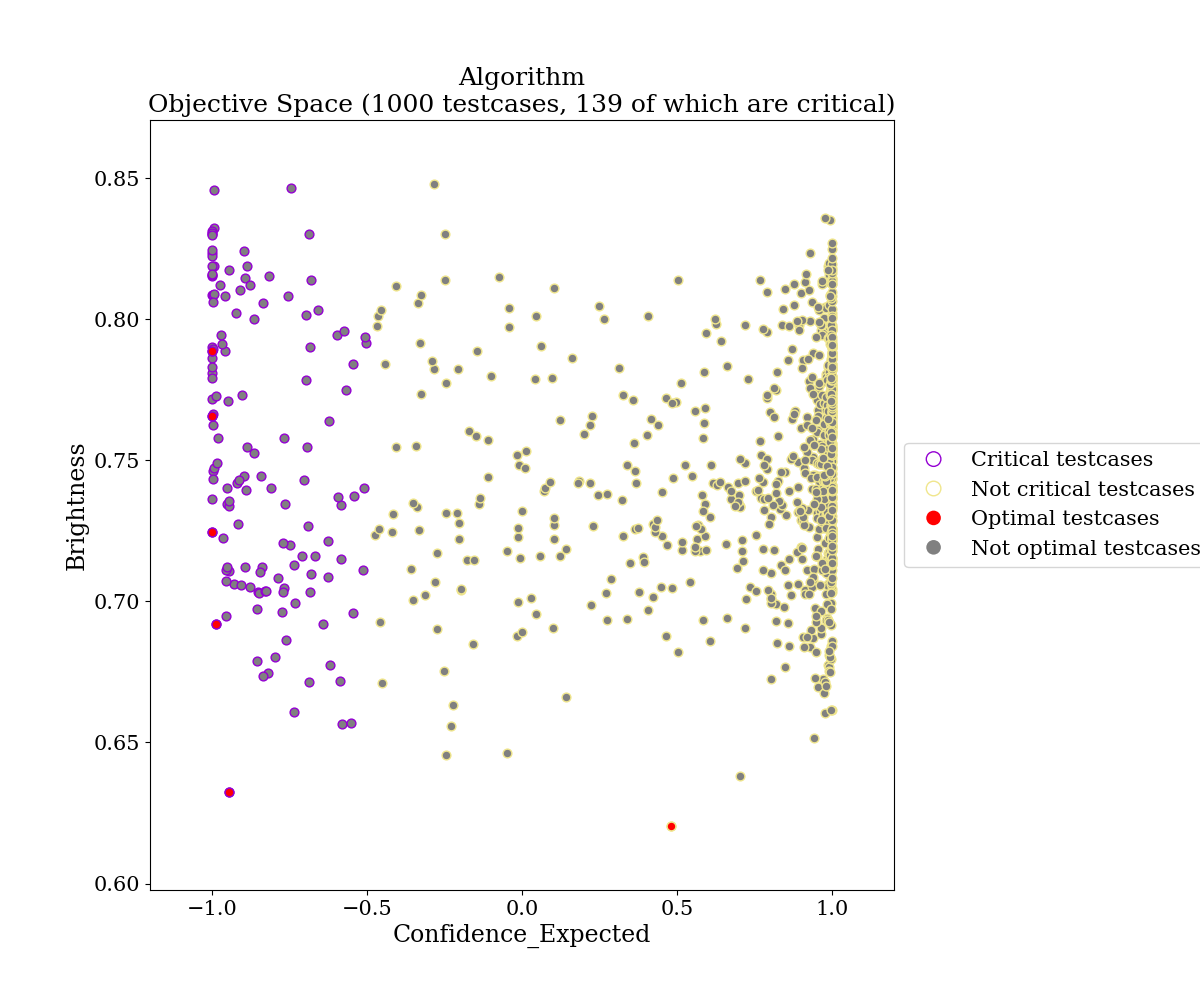 Algorithm
Objective Space (1000 testcases, 139 of which are critical)
0.85
0.80
0.75
0.70
0.65
0.60
Brightness
−1.0
−0.5
0.0
0.5
1.0
Confidence_Expected
Critical testcases
Not critical testcases
Optimal testcases
Not optimal testcases